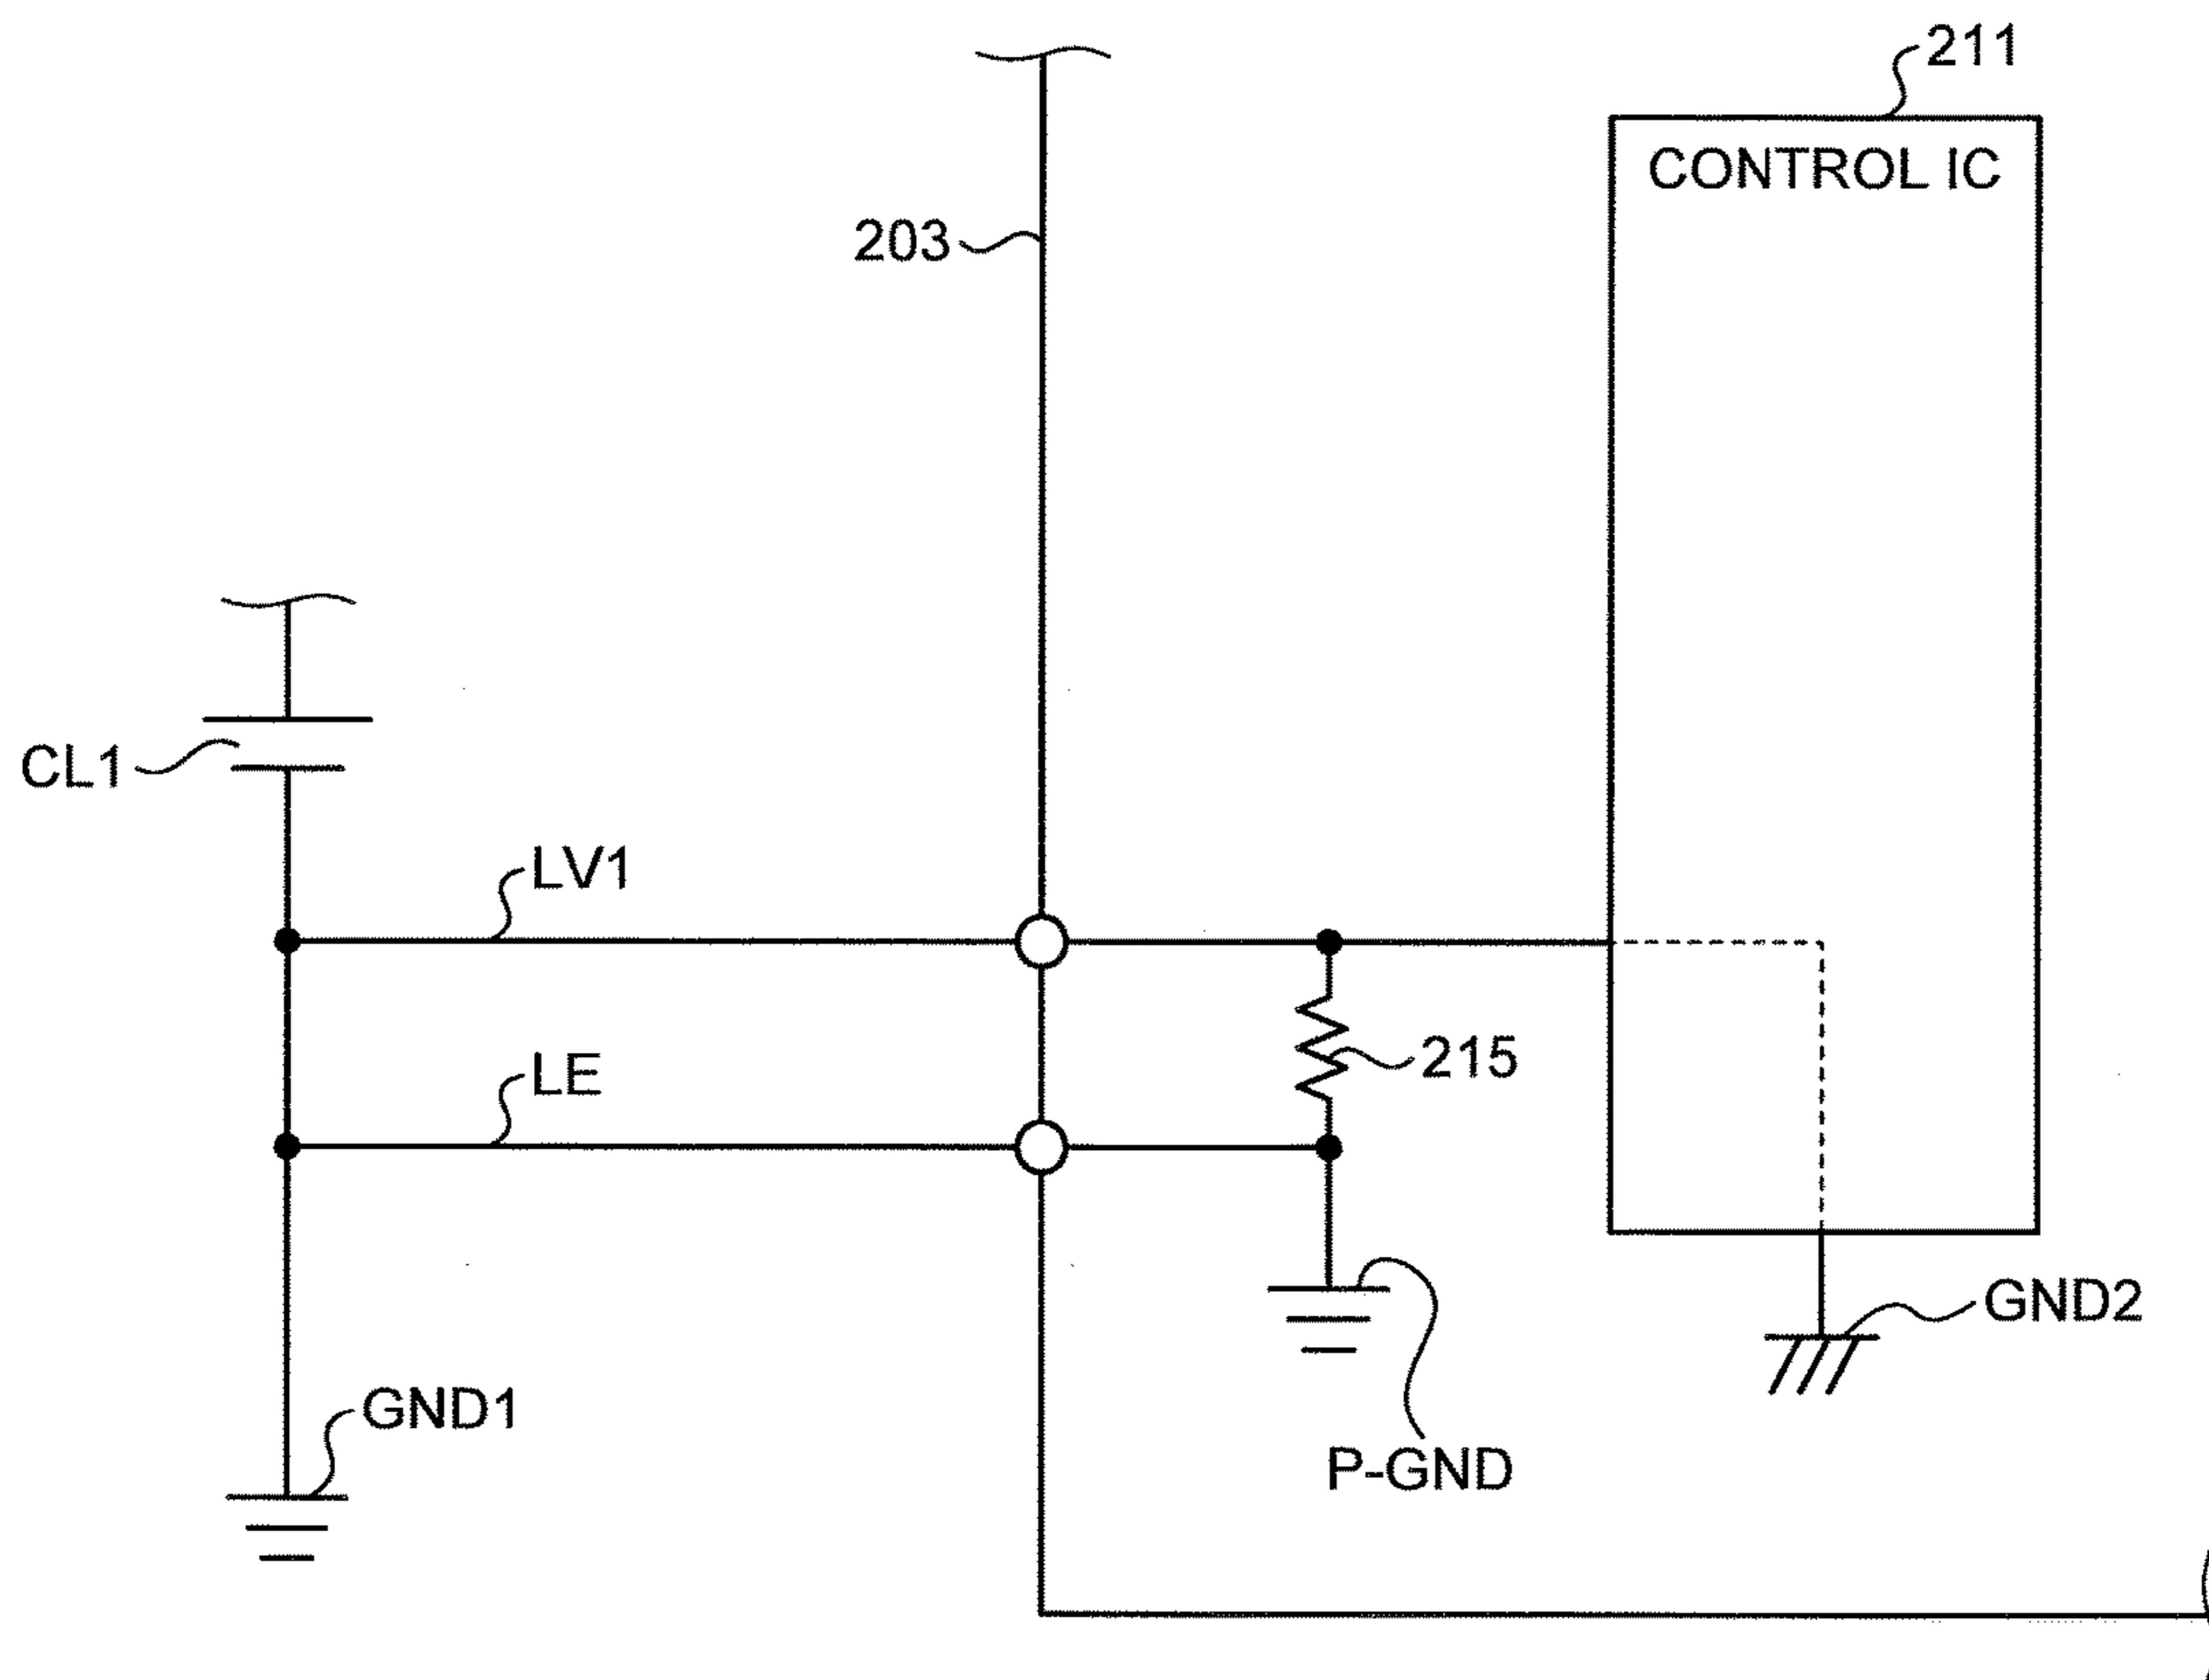 211
CONTROL IC
203
CL1
LV1
LE
215
GND2
GND1
P-GND